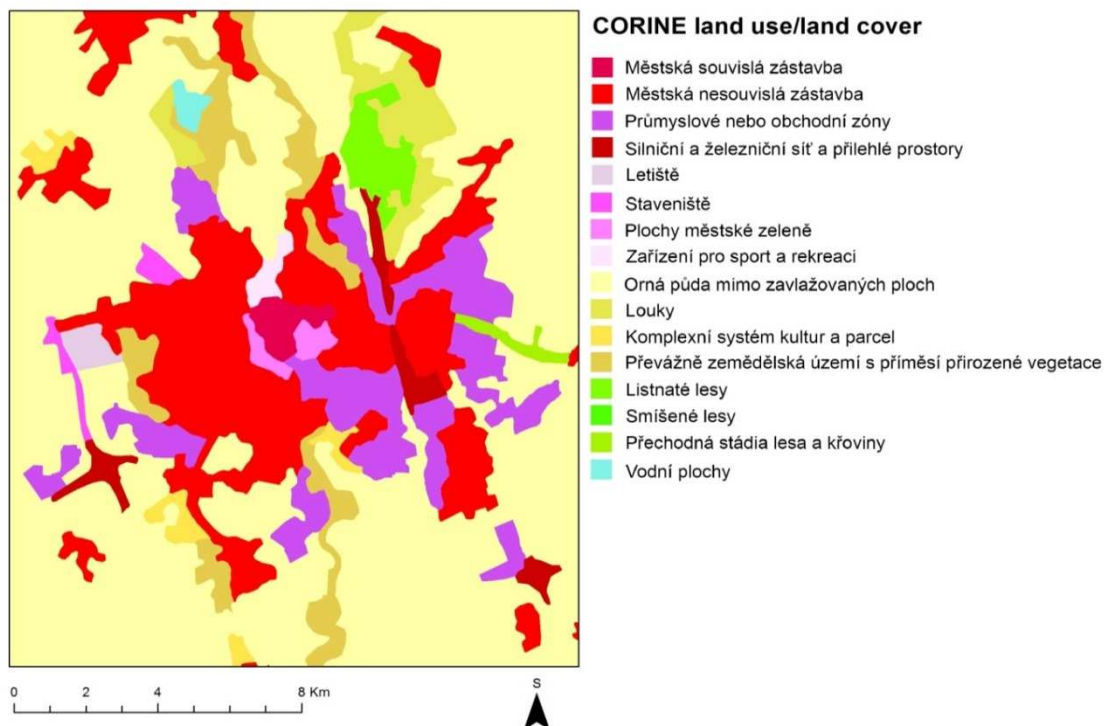 CORINE land use/land cover
Městská souvislá zástavba
Městská nesouvislá zástavba
Průmyslové nebo obchodní zóny
Silniční a železniční síť a přilehlé prostory
Letiště
Staveniště
Plochy městské zeleně
Zařízení pro sport a rekreaci
Orná půda mimo zavlažovaných ploch
Louky
Komplexní systém kultur a parcel
Převážně zemědělská území s příměsí přirozené vegetace
Listnaté lesy
Smíšené lesy
Přechodná stádia lesa a křoviny
Vodní plochy
0 2 4 8 Km
S